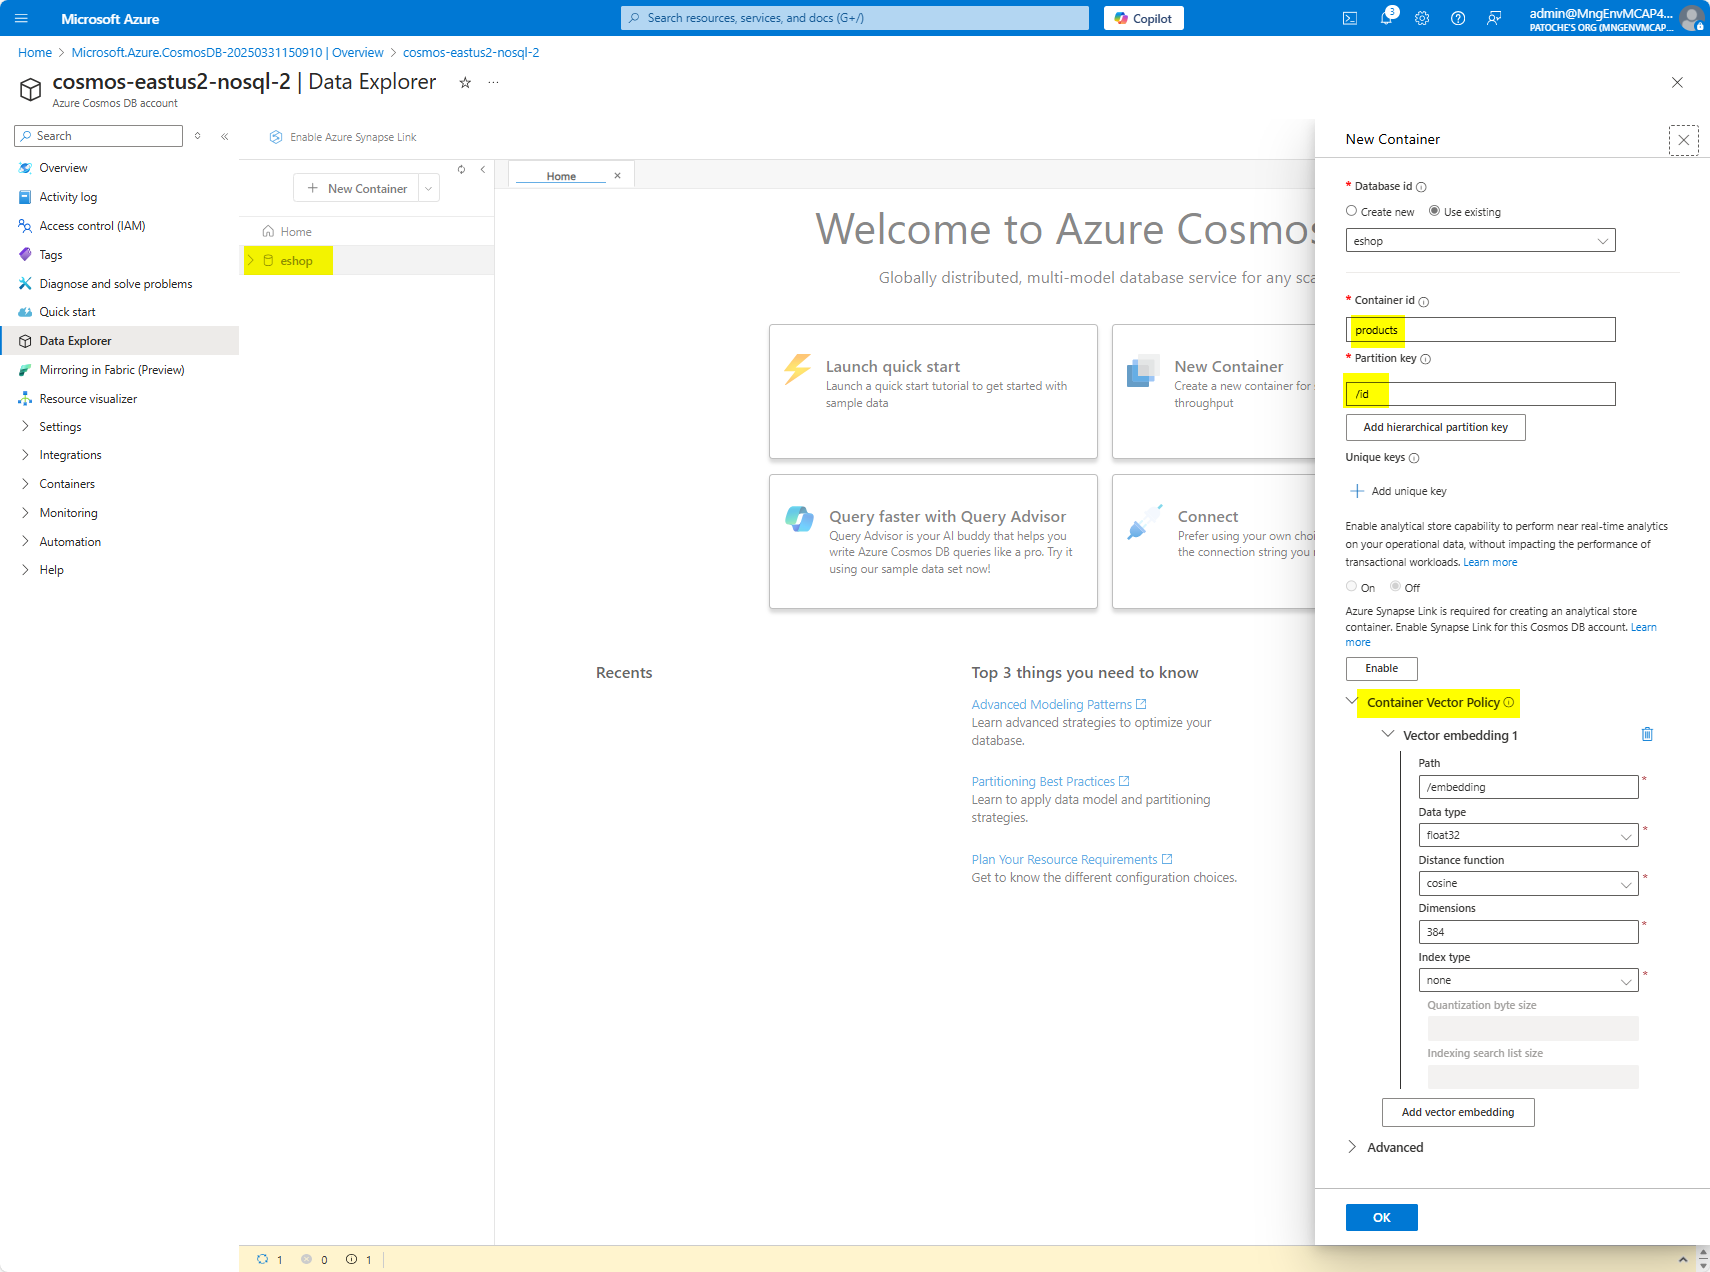 Microsoft Azure
Search resources, services, and docs (G+/)
Copilot
3
admin@MngEnvMCAP4...
PATOCHE'S ORG (MNGENVMCAP...
Home > Microsoft.Azure.CosmosDB-20250331150910 | Overview > cosmos-eastus2-nosql-2
cosmos-eastus2-nosql-2 | Data Explorer
Azure Cosmos DB account
Search
Overview
Activity log
Access control (IAM)
Tags
Diagnose and solve problems
Quick start
Data Explorer
Mirroring in Fabric (Preview)
Resource visualizer
Settings
Integrations
Containers
Monitoring
Automation
Help
Enable Azure Synapse Link
New Container
Home
eshop
Home
Welcome to Azure Cosmos
Globally distributed, multi-model database service for any sca
Launch quick start
Launch a quick start tutorial to get started with
sample data
New Container
Create a new container for
throughput
Query faster with Query Advisor
Query Advisor is your AI buddy that helps you
write Azure Cosmos DB queries like a pro. Try it
using our sample data set now!
Connect
Prefer using your own choi
the connection string you
Recents
Top 3 things you need to know
Advanced Modeling Patterns
Learn advanced strategies to optimize your
database.
Partitioning Best Practices
Learn to apply data model and partitioning
strategies.
Plan Your Resource Requirements
Get to know the different configuration choices.
1 0 1
New Container
* Database id
Create new Use existing
eshop
* Container id
products
* Partition key
/id
Add hierarchical partition key
Unique keys
Add unique key
Enable analytical store capability to perform near real-time analytics
on your operational data, without impacting the performance of
transactional workloads. Learn more
On Off
Azure Synapse Link is required for creating an analytical store
container. Enable Synapse Link for this Cosmos DB account. Learn
more
Enable
Container Vector Policy
Vector embedding 1
Path
/embedding *
Data type
float32 *
Distance function
cosine *
Dimensions
384 *
Index type
none *
Quantization byte size
Indexing search list size
Add vector embedding
Advanced
OK